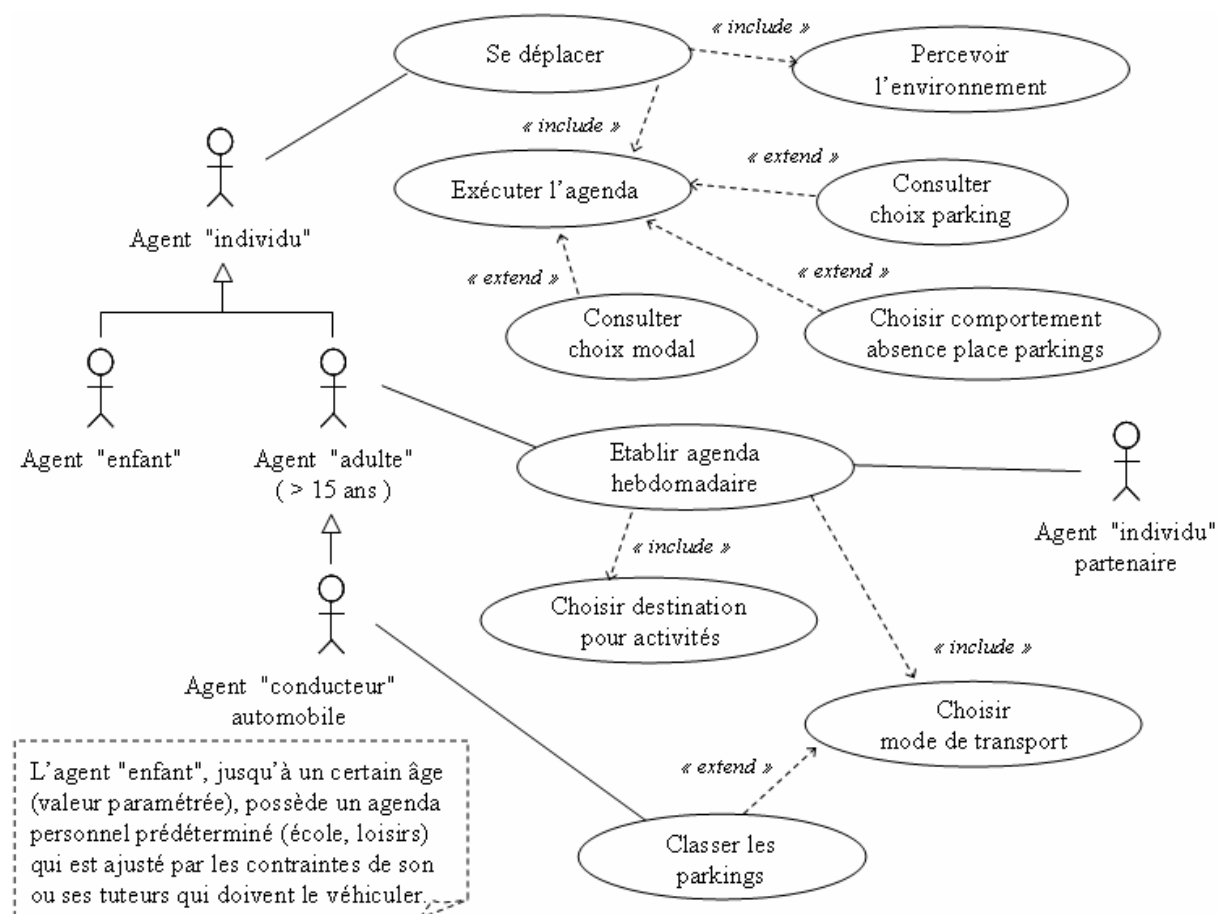 « include »
Se déplacer
Percevoir
l'environnement
« include »
« extend »
Exécuter l'agenda
Consulter
choix parking
Agent "individu"
« extend »
« extend »
Consulter
choix modal
Choisir comportement
absence place parkings
Agent "enfant"
Agent "adulte"
( > 15 ans )
Etablir agenda
hebdomadaire
Agent "individu"
partenaire
« include »
Choisir destination
pour activités
« include »
Agent "conducteur"
automobile
Choisir
mode de transport
« extend »
L'agent "enfant", jusqu'à un certain âge
(valeur paramétrée), possède un agenda
personnel prédéterminé (école, loisirs)
qui est ajusté par les contraintes de son
ou ses tuteurs qui doivent le véhiculer.
Classer les
parkings